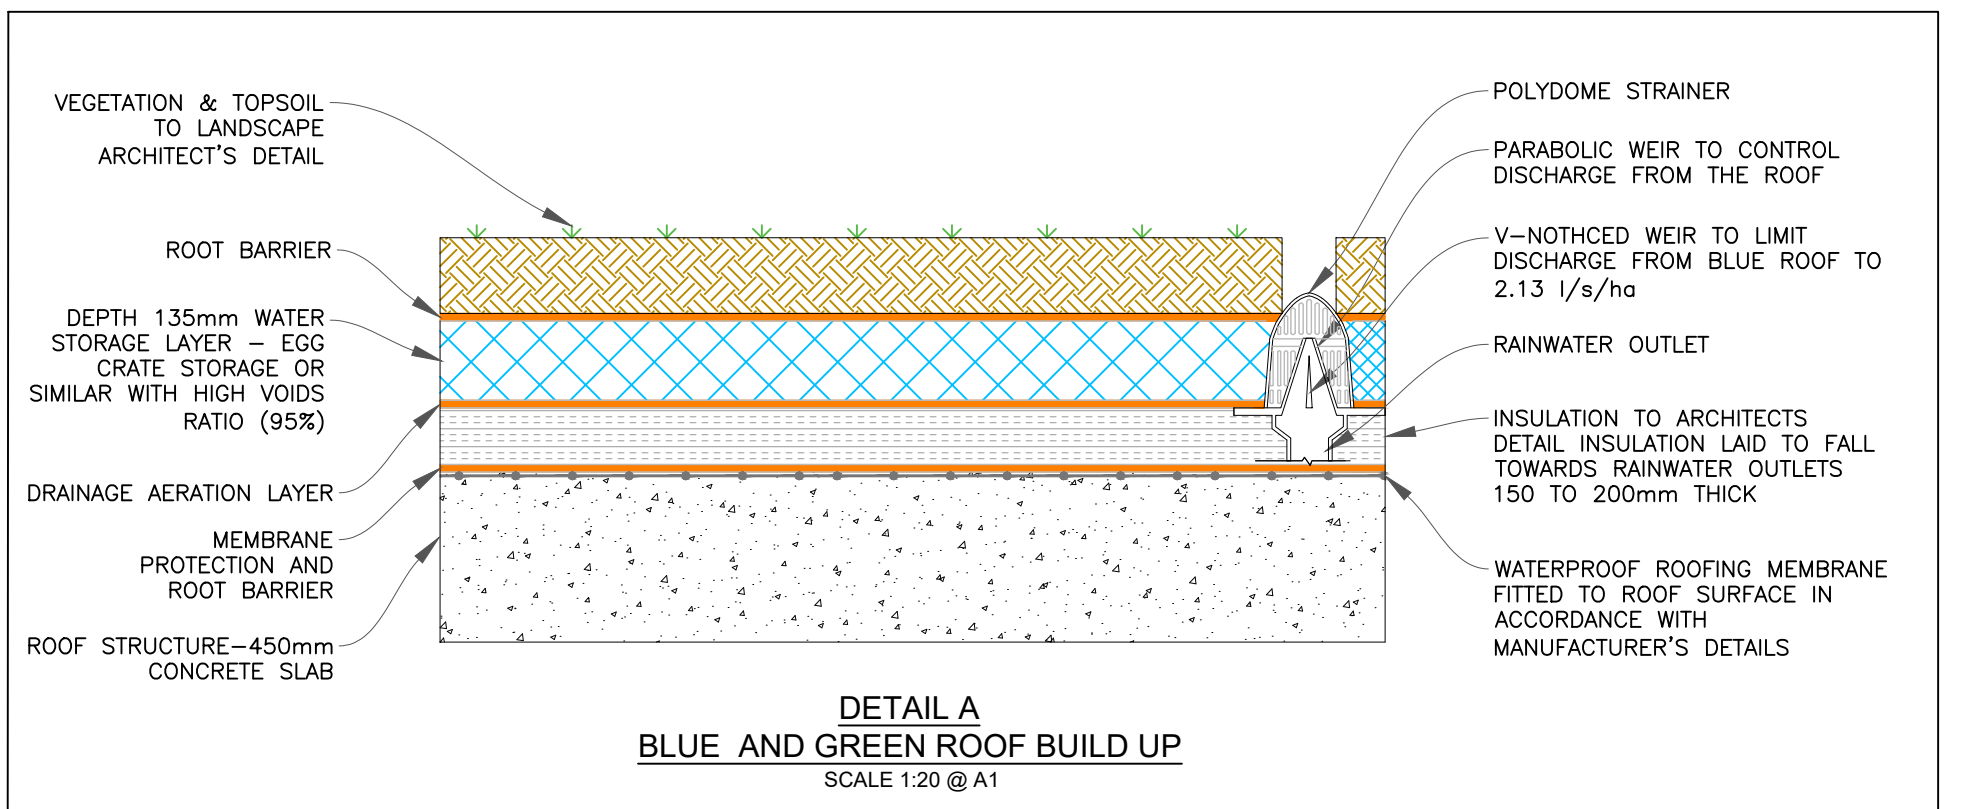 VEGETATION & TOPSOIL
TO LANDSCAPE
ARCHITECT'S DETAIL
ROOT BARRIER
DEPTH 135mm WATER
STORAGE LAYER – EGG
CRATE STORAGE OR
SIMILAR WITH HIGH VOIDS
RATIO (95%)
DRAINAGE AERATION LAYER
MEMBRANE
PROTECTION AND
ROOT BARRIER
ROOF STRUCTURE–450mm
CONCRETE SLAB
POLYDOME STRAINER
PARABOLIC WEIR TO CONTROL
DISCHARGE FROM THE ROOF
V–NOTHCED WEIR TO LIMIT
DISCHARGE FROM BLUE ROOF TO
2.13 l/s/ha
RAINWATER OUTLET
INSULATION TO ARCHITECTS
DETAIL INSULATION LAID TO FALL
TOWARDS RAINWATER OUTLETS
150 TO 200mm THICK
WATERPROOF ROOFING MEMBRANE
FITTED TO ROOF SURFACE IN
ACCORDANCE WITH
MANUFACTURER'S DETAILS
DETAIL A
BLUE AND GREEN ROOF BUILD UP
SCALE 1:20 @ A1